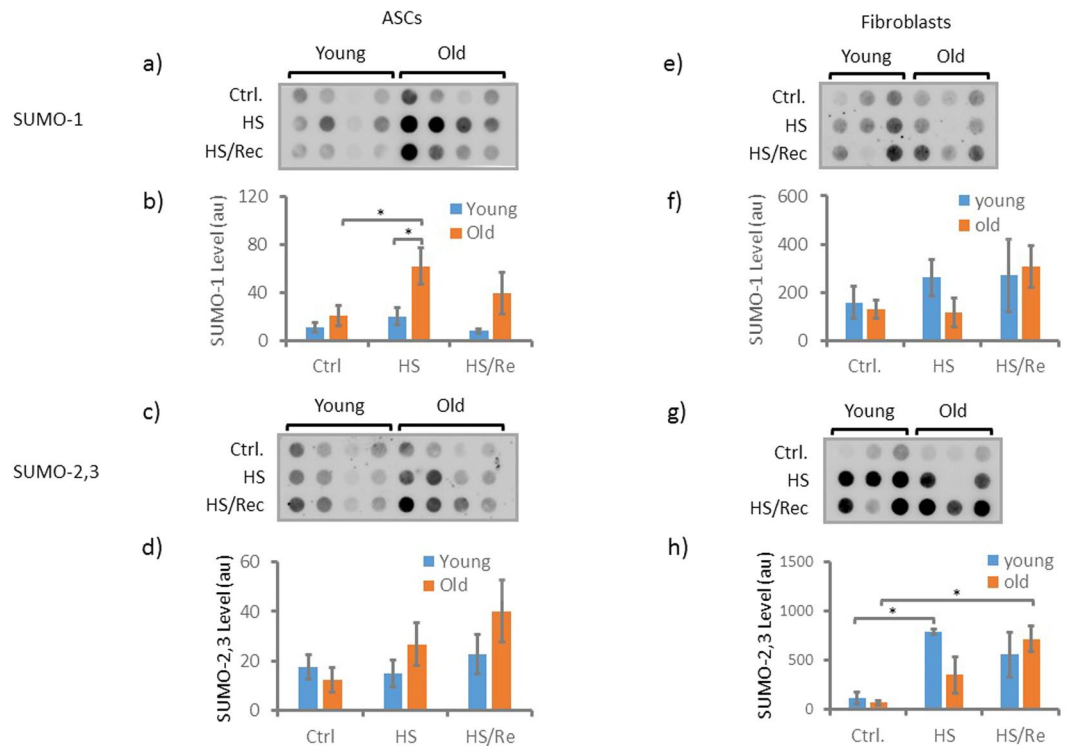 ASCs
Fibroblasts
Young Old
Young Old
a)
e)
SUMO-1
Ctrl.
HS
HS/Rec
Ctrl.
HS
HS/Rec
b)
SUMO-1 Level (au)
120
80
40
0
*
*
Young
Old
Ctrl HS HS/Re
f)
SUMO-1 Level (au)
600
400
200
0
young
old
Ctrl. HS HS/Re
c)
Young Old
g)
Young Old
SUMO-2,3
Ctrl.
HS
HS/Rec
Ctrl.
HS
HS/Rec
d)
SUMO-2,3 Level (au)
60
40
20
0
Young
Old
Ctrl HS HS/Re
h)
SUMO-2,3 Level (au)
1500
1000
500
0
young
old
*
*
Ctrl. HS HS/Re